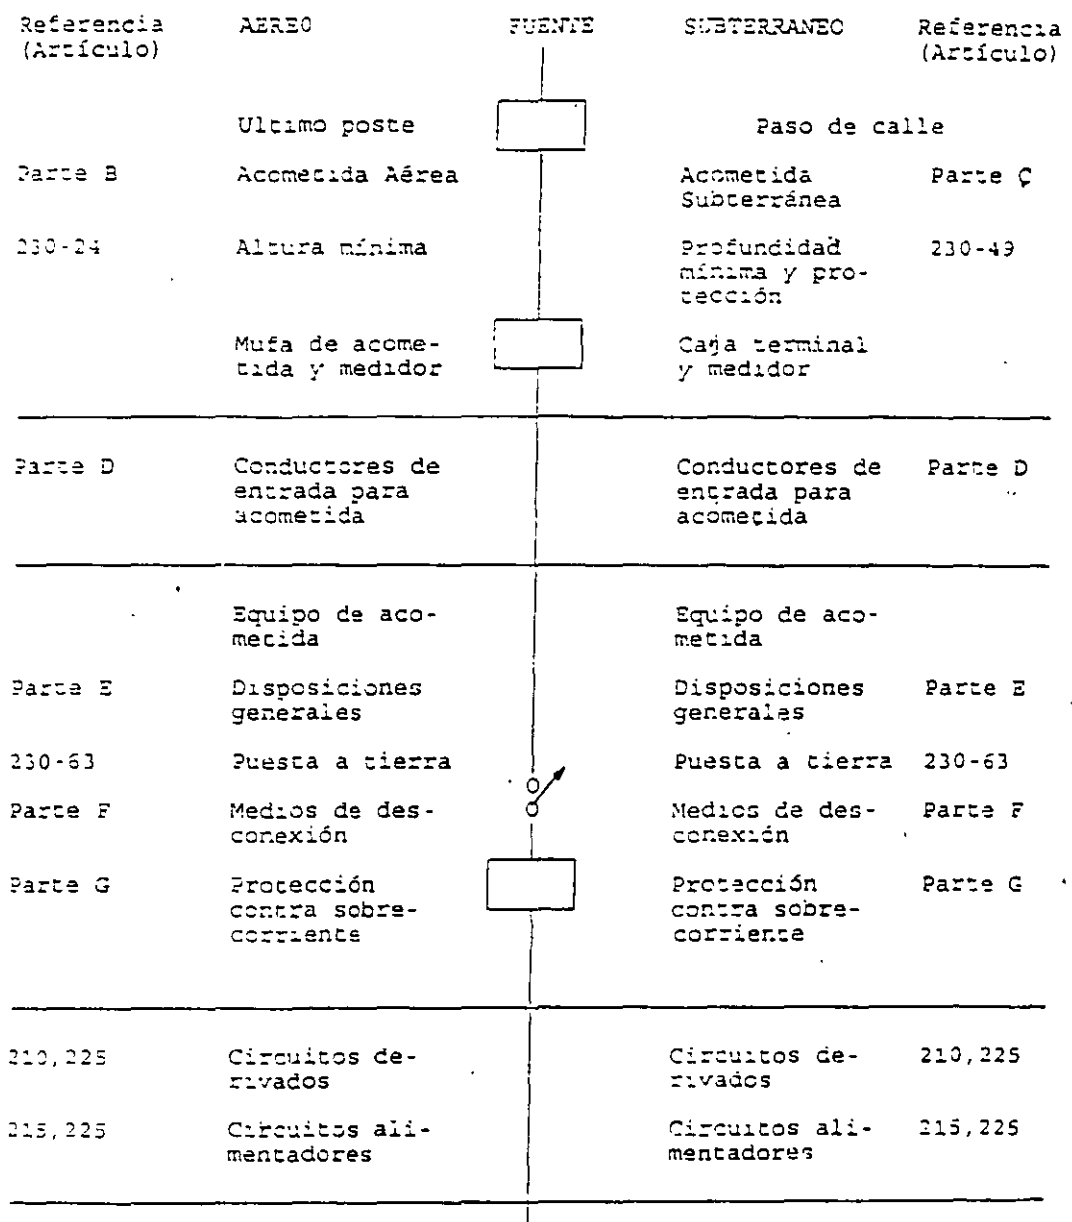 Referencia AEREO FUENTE SUBTERRANEO Referencia
(Artículo) (Artículo)
Ultimo poste Paso de calle
Parte B Acometida Aérea Acometida Parte C
Subterránea
230-24 Altura mínima Profundidad 230-49
mínima y pro-
tección
Mufa de acome- Caja terminal
tida y medidor y medidor
Parte D Conductores de Conductores de Parte D
entrada para entrada para
acometida acometida
Equipo de aco- Equipo de aco-
metida metida
Parte E Disposiciones Disposiciones Parte E
generales generales
230-63 Puesta a tierra Puesta a tierra 230-63
Parte F Medios de des- Medios de des- Parte F
conexión conexión
Parte G Protección Protección Parte G
contra sobre- contra sobre-
corriente corriente
210,225 Circuitos de- Circuitos de- 210,225
rivados rivados
215,225 Circuitos ali- Circuitos ali- 215,225
mentadores mentadores